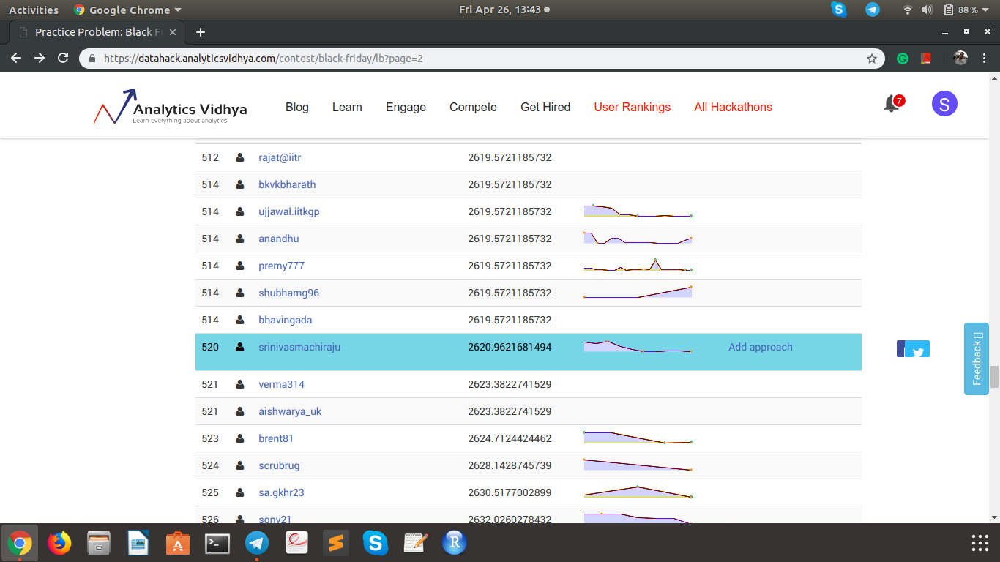 Activities Google Chrome Fri Apr 26, 13:43 88 %
Practice Problem: Black Fr
https://datahack.analyticsvidhya.com/contest/black-friday/lb?page=2
Analytics Vidhya
Learn everything about analytics
Blog Learn Engage Compete Get Hired User Rankings All Hackathons 7 S
512 rajat@iitr 2619.5721185732
514 bkvkbharath 2619.5721185732
514 ujjawal.iitkgp 2619.5721185732
514 anandhu 2619.5721185732
514 premy777 2619.5721185732
514 shubhamg96 2619.5721185732
514 bhavingada 2619.5721185732
520 srinivasmachiraju 2620.9621681494 Add approach
Feedback
521 verma314 2623.3822741529
521 aishwarya_uk 2623.3822741529
523 brent81 2624.7124424462
524 scrubrug 2628.1428745739
525 sa.gkhr23 2630.5177002899
526 sony21 2632.0260278432